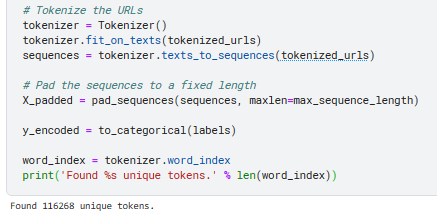 # Tokenize the URLs
tokenizer = Tokenizer()
tokenizer.fit_on_texts(tokenized_urls)
sequences = tokenizer.texts_to_sequences(tokenized_urls)
# Pad the sequences to a fixed length
X_padded = pad_sequences(sequences, maxlen=max_sequence_length)
y_encoded = to_categorical(labels)
word_index = tokenizer.word_index
print('Found %s unique tokens.' % len(word_index))
Found 116268 unique tokens.